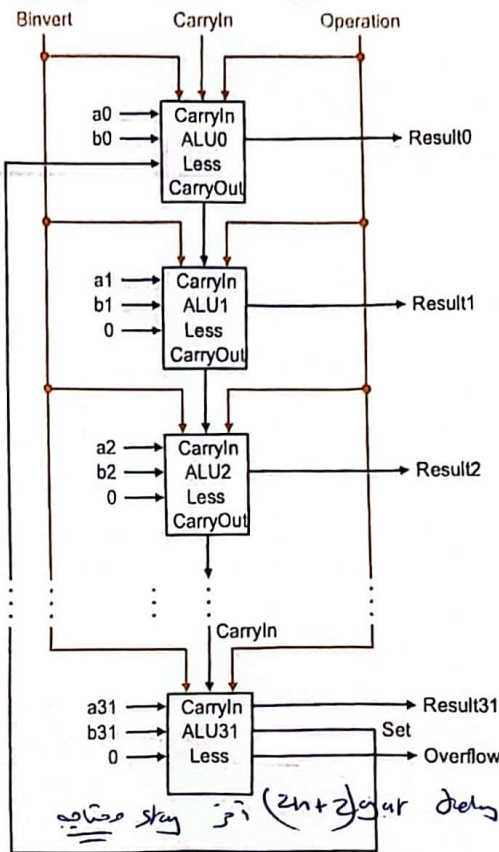 Binvert CarryIn Operation
a0 CarryIn
b0 ALU0 Result0
Less
CarryOut
a1 CarryIn
b1 ALU1 Result1
0 Less
CarryOut
a2 CarryIn
b2 ALU2 Result2
0 Less
CarryOut
CarryIn
a31 CarryIn Result31
b31 ALU31 Set
0 Less Overflow
(2n+2)